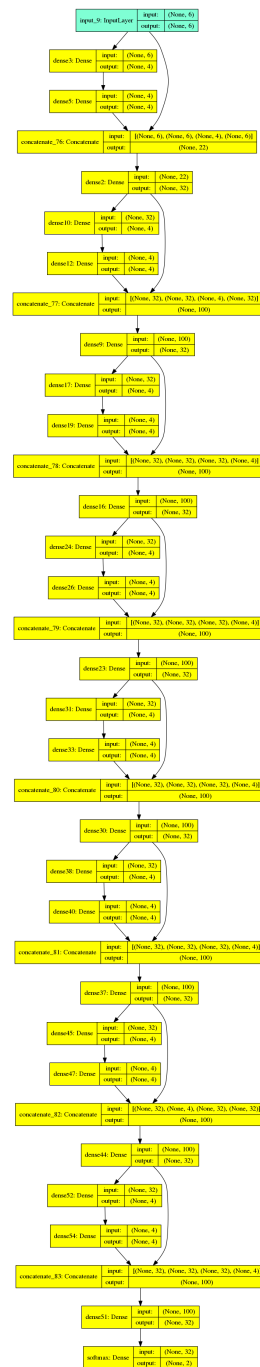 input_9: InputLayer
input: (None, 6)
output: (None, 6)
dense3: Dense
input: (None, 6)
output: (None, 4)
dense5: Dense
input: (None, 4)
output: (None, 4)
concatenate_76: Concatenate
input: [(None, 6), (None, 6), (None, 4), (None, 6)]
output: (None, 22)
dense2: Dense
input: (None, 22)
output: (None, 32)
dense10: Dense
input: (None, 32)
output: (None, 4)
dense12: Dense
input: (None, 4)
output: (None, 4)
concatenate_77: Concatenate
input: [(None, 32), (None, 32), (None, 4), (None, 32)]
output: (None, 100)
dense9: Dense
input: (None, 100)
output: (None, 32)
dense17: Dense
input: (None, 32)
output: (None, 4)
dense19: Dense
input: (None, 4)
output: (None, 4)
concatenate_78: Concatenate
input: [(None, 32), (None, 32), (None, 32), (None, 4)]
output: (None, 100)
dense16: Dense
input: (None, 100)
output: (None, 32)
dense24: Dense
input: (None, 32)
output: (None, 4)
dense26: Dense
input: (None, 4)
output: (None, 4)
concatenate_79: Concatenate
input: [(None, 32), (None, 32), (None, 32), (None, 4)]
output: (None, 100)
dense23: Dense
input: (None, 100)
output: (None, 32)
dense31: Dense
input: (None, 32)
output: (None, 4)
dense33: Dense
input: (None, 4)
output: (None, 4)
concatenate_80: Concatenate
input: [(None, 32), (None, 32), (None, 32), (None, 4)]
output: (None, 100)
dense30: Dense
input: (None, 100)
output: (None, 32)
dense38: Dense
input: (None, 32)
output: (None, 4)
dense40: Dense
input: (None, 4)
output: (None, 4)
concatenate_81: Concatenate
input: [(None, 32), (None, 32), (None, 32), (None, 4)]
output: (None, 100)
dense37: Dense
input: (None, 100)
output: (None, 32)
dense45: Dense
input: (None, 32)
output: (None, 4)
dense47: Dense
input: (None, 4)
output: (None, 4)
concatenate_82: Concatenate
input: [(None, 32), (None, 4), (None, 32), (None, 32)]
output: (None, 100)
dense44: Dense
input: (None, 100)
output: (None, 32)
dense52: Dense
input: (None, 32)
output: (None, 4)
dense54: Dense
input: (None, 4)
output: (None, 4)
concatenate_83: Concatenate
input: [(None, 32), (None, 32), (None, 32), (None, 4)]
output: (None, 100)
dense51: Dense
input: (None, 100)
output: (None, 32)
softmax: Dense
input: (None, 32)
output: (None, 2)